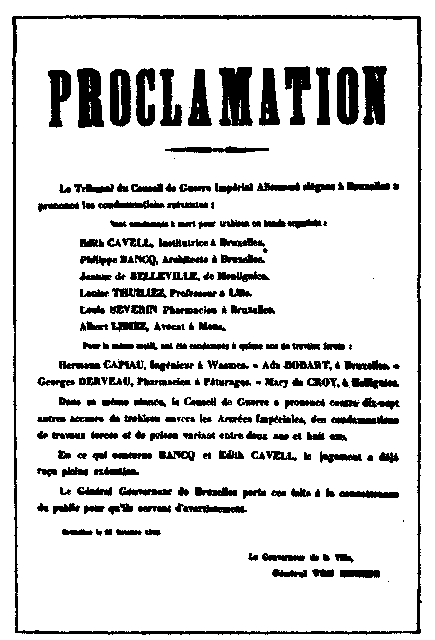 PROCLAMATION
Le Tribunal du Conseil de Guerre Impérial Allemand siégeant à Bruxelles a
prononcé les condamnations suivantes :
Sont condamnés à mort pour trahison en bande organisée :
Edith CAVELL, Institutrice à Bruxelles.
Philippe BANCQ, Architecte à Bruxelles.
Jeanne de BELLEVILLE, de Montignies.
Louise THULIEZ, Professeur à Lille.
Louis SEVERIN Pharmacien à Bruxelles.
Albert LIBIEZ, Avocat à Mons.
Pour le même motif, ont été condamnés à quinze ans de travaux forcés :
Hermann CAPIAU, Ingénieur à Wasmes. - Ada BODART, à Bruxelles. -
Georges DERVEAU, Pharmacien à Pâturages. - Mary de CROY, à Bellignies.
Dans sa même séance, le Conseil de Guerre a prononcé contre dix-sept
autres accusés de trahison envers les Armées Impériales, des condamnations
de travaux forcés et de prison variant entre deux ans et huit ans.
En ce qui concerne BANCQ et Edith CAVELL, le jugement a déjà
reçu pleine exécution.
Le Général Gouverneur de Bruxelles porte ces faits à la connaissance
du public pour qu'ils servent d'avertissement.
Bruxelles le Octobre
Le Gouverneur de la Ville,
Général